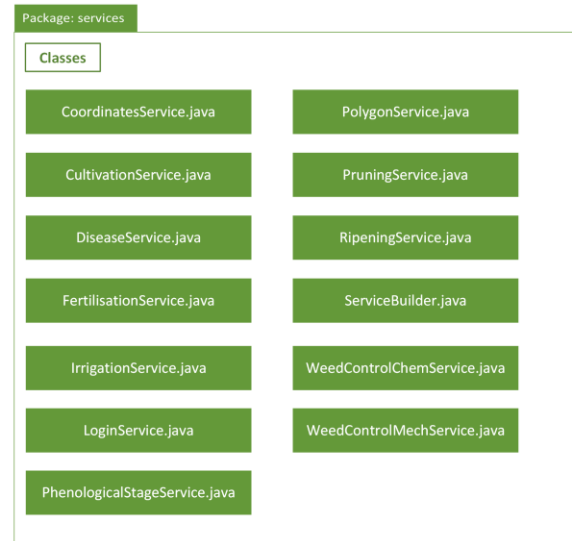 Package: services
Classes
CoordinatesService.java
PolygonService.java
CultivationService.java
PruningService.java
DiseaseService.java
RipeningService.java
FertilisationService.java
ServiceBuilder.java
IrrigationService.java
WeedControlChemService.java
LoginService.java
WeedControlMechService.java
PhenologicalStageService.java